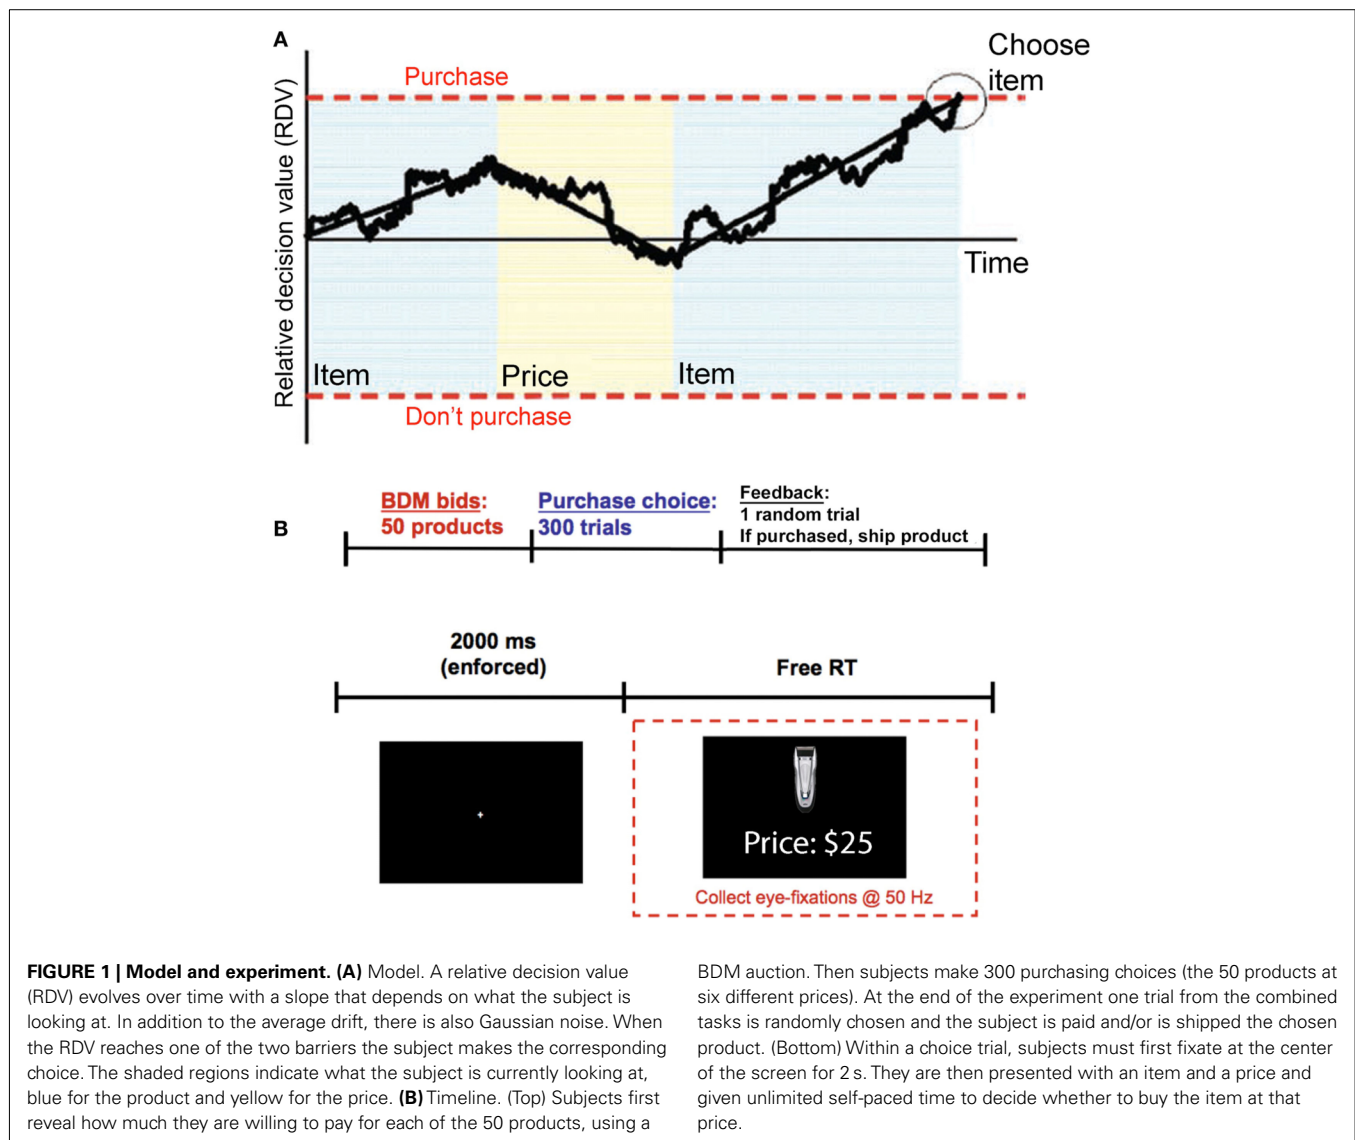 A
Choose
item
Purchase
Relative decision value (RDV)
Time
Item
Price
Item
Don't purchase
B
BDM bids:
50 products
Purchase choice:
300 trials
Feedback:
1 random trial
If purchased, ship product
2000 ms
(enforced)
Free RT
Price: $25
Collect eye-fixations @ 50 Hz
FIGURE 1 | Model and experiment. (A) Model. A relative decision value
(RDV) evolves over time with a slope that depends on what the subject is
looking at. In addition to the average drift, there is also Gaussian noise. When
the RDV reaches one of the two barriers the subject makes the corresponding
choice. The shaded regions indicate what the subject is currently looking at,
blue for the product and yellow for the price. (B) Timeline. (Top) Subjects first
reveal how much they are willing to pay for each of the 50 products, using a
BDM auction. Then subjects make 300 purchasing choices (the 50 products at
six different prices). At the end of the experiment one trial from the combined
tasks is randomly chosen and the subject is paid and/or is shipped the chosen
product. (Bottom) Within a choice trial, subjects must first fixate at the center
of the screen for 2 s. They are then presented with an item and a price and
given unlimited self-paced time to decide whether to buy the item at that
price.